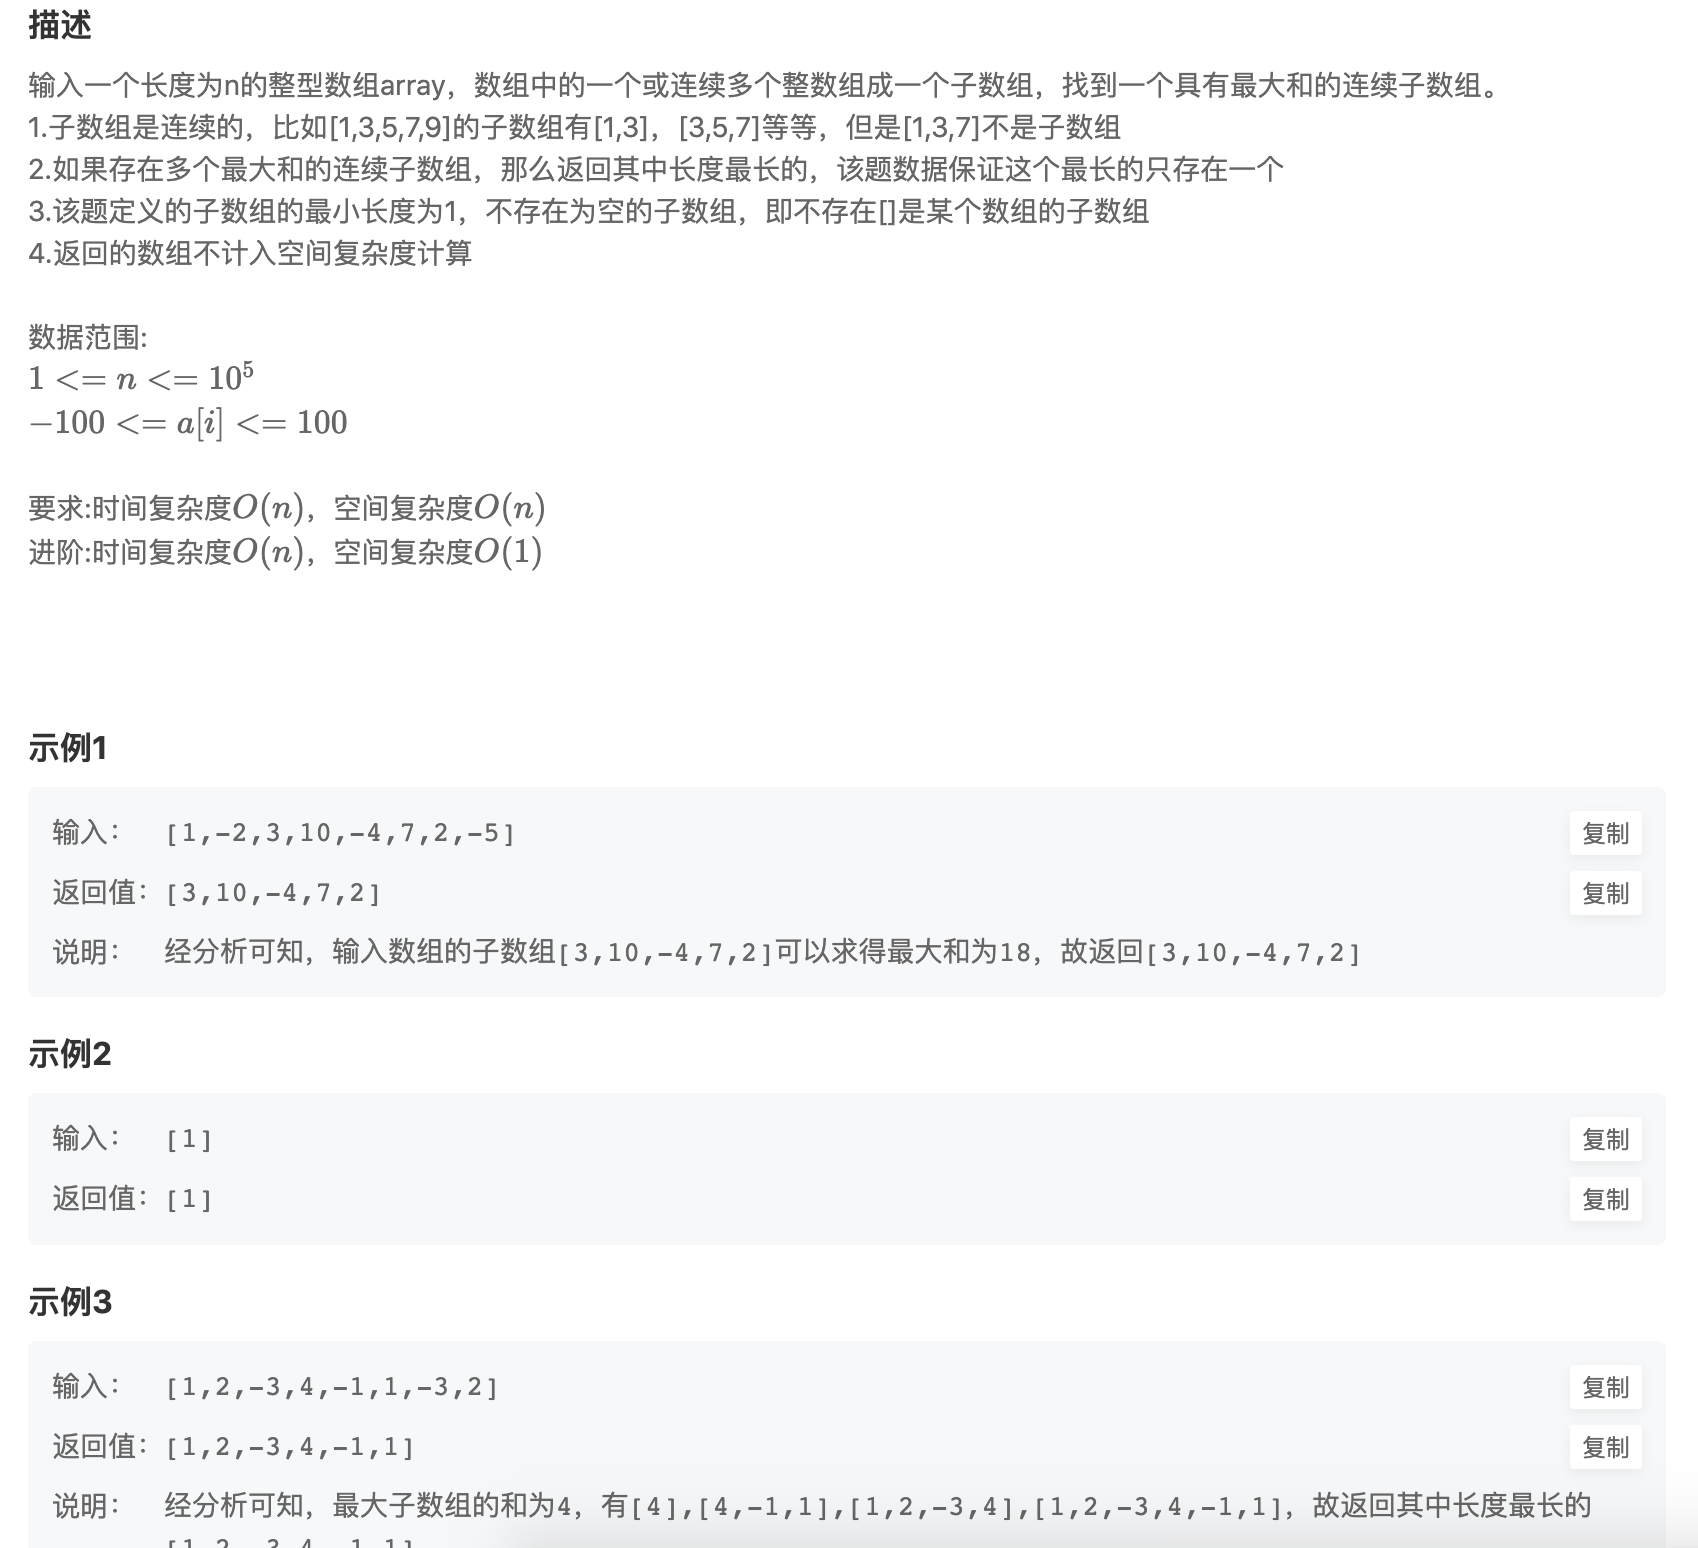 描述
输入一个长度为n的整型数组array，数组中的一个或连续多个整数组成一个子数组，找到一个具有最大和的连续子数组。
1.子数组是连续的，比如[1,3,5,7,9]的子数组有[1,3]，[3,5,7]等等，但是[1,3,7]不是子数组
2.如果存在多个最大和的连续子数组，那么返回其中长度最长的，该题数据保证这个最长的只存在一个
3.该题定义的子数组的最小长度为1，不存在为空的子数组，即不存在[]是某个数组的子数组
4.返回的数组不计入空间复杂度计算
数据范围:
1 <= n <= 10^5
−100 <= a[i] <= 100
要求:时间复杂度O(n)，空间复杂度O(n)
进阶:时间复杂度O(n)，空间复杂度O(1)
示例1
输入： [1,-2,3,10,-4,7,2,-5] 复制
返回值：[3,10,-4,7,2] 复制
说明： 经分析可知，输入数组的子数组[3,10,-4,7,2]可以求得最大和为18，故返回[3,10,-4,7,2]
示例2
输入： [1] 复制
返回值：[1] 复制
示例3
输入： [1,2,-3,4,-1,1,-3,2] 复制
返回值：[1,2,-3,4,-1,1] 复制
说明： 经分析可知，最大子数组的和为4，有[4],[4,-1,1],[1,2,-3,4],[1,2,-3,4,-1,1]，故返回其中长度最长的